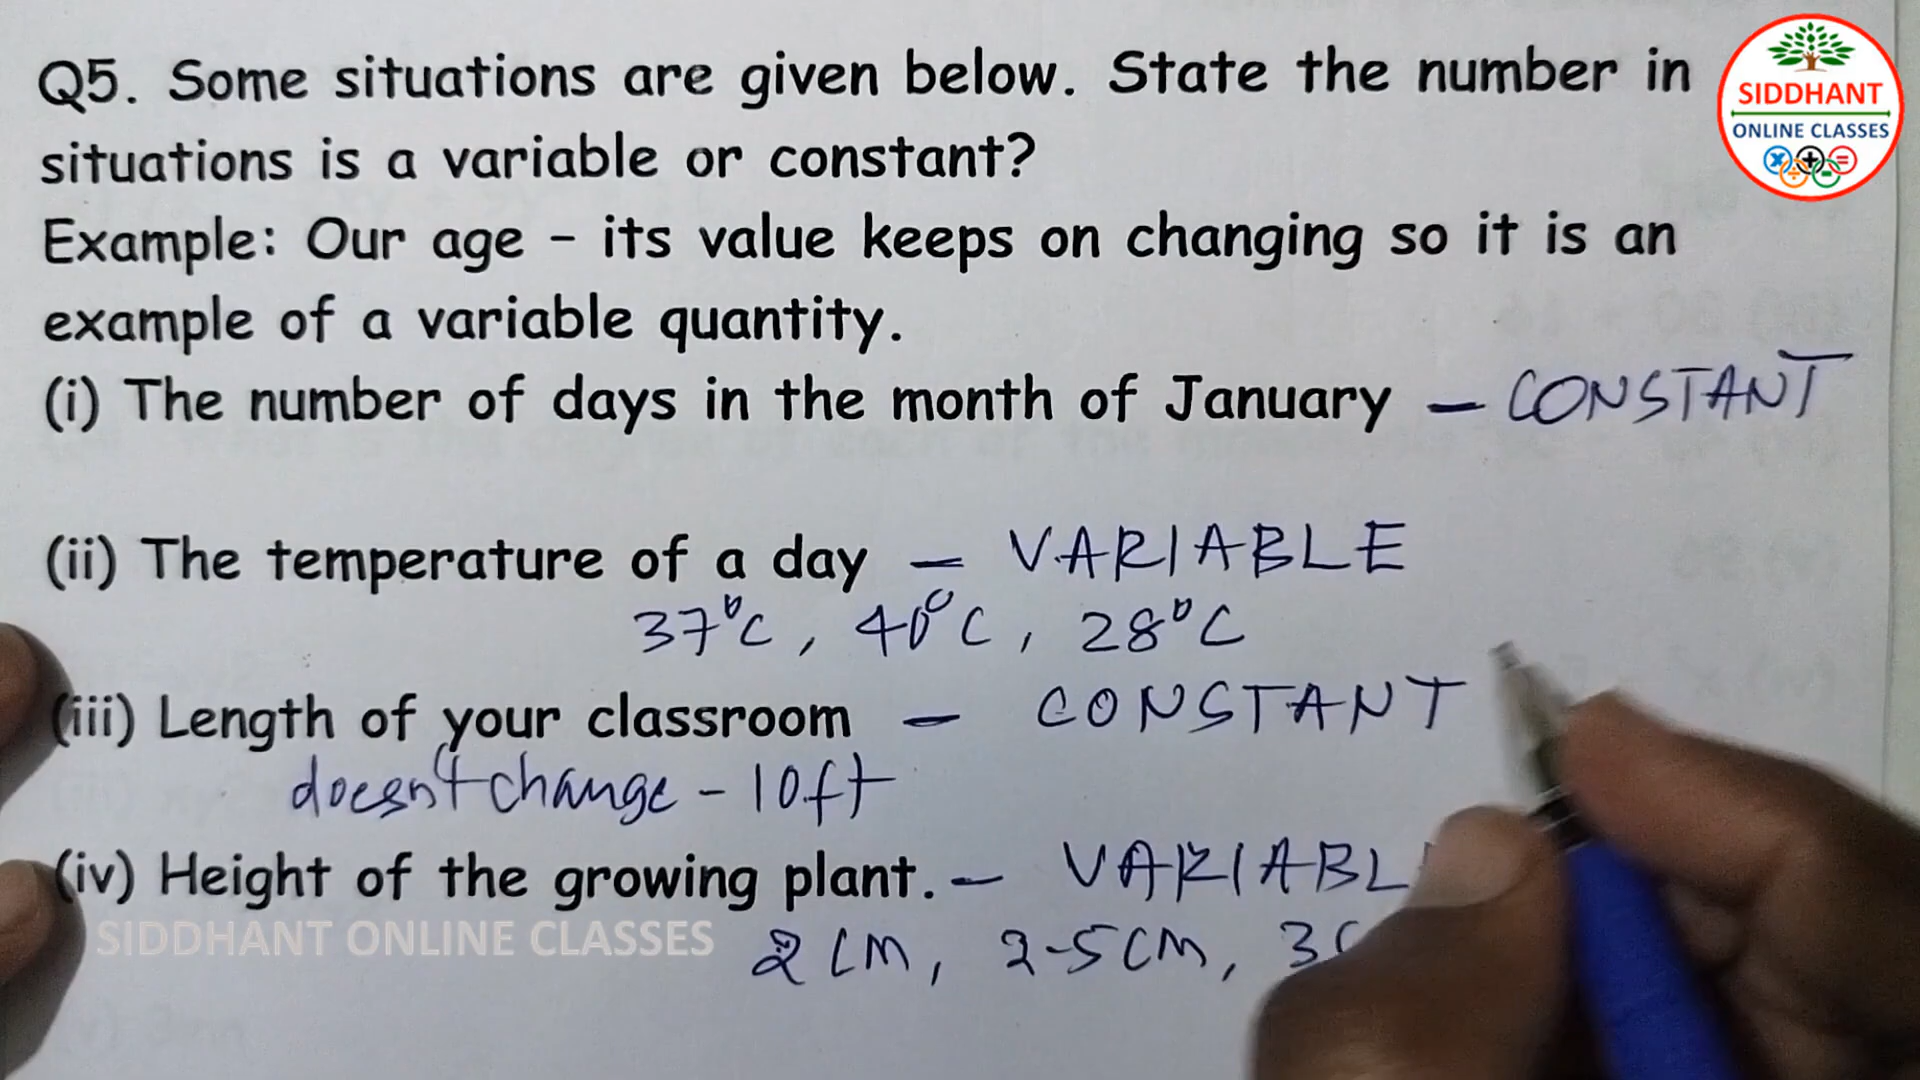 Q5. Some situations are given below. State the number in
situations is a variable or constant?
Example: Our age - its value keeps on changing so it is an
example of a variable quantity.
(i) The number of days in the month of January - CONSTANT
(ii) The temperature of a day - VARIABLE
37°C, 40°C, 28°C
(iii) Length of your classroom - CONSTANT
doesn't change - 10ft
(iv) Height of the growing plant. - VARIABL
2 CM, 2.5 CM, 3
SIDDHANT ONLINE CLASSES
SIDDHANT
ONLINE CLASSES